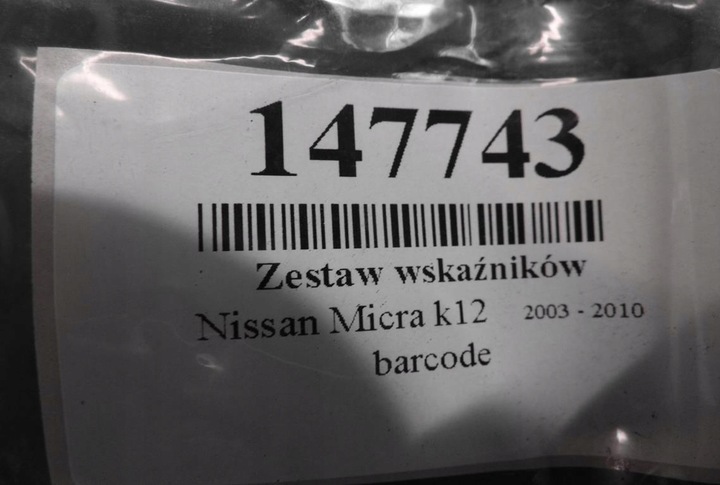 147743
Zestaw wskaźników
Nissan Micra k12 2003 - 2010
barcode